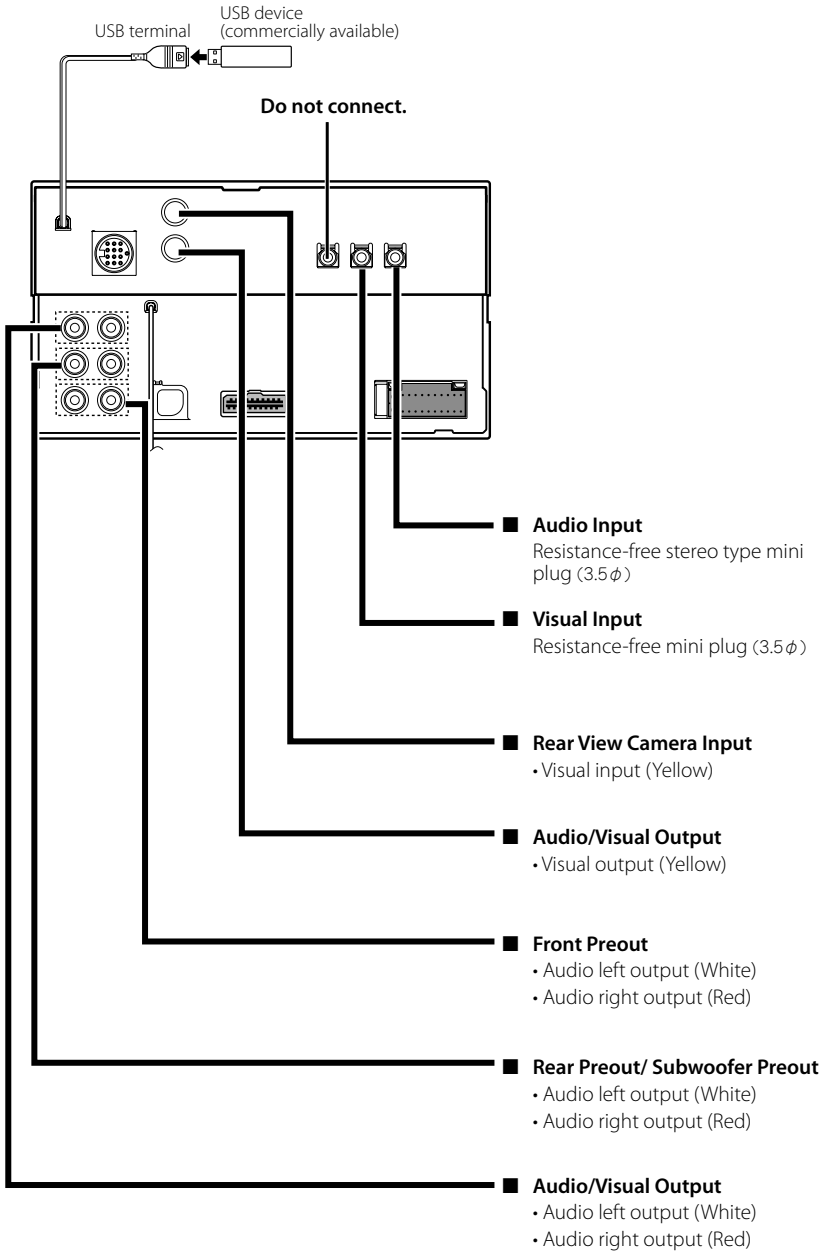 USB device
USB terminal (commercially available)
Do not connect.
■ Audio Input
Resistance-free stereo type mini
plug (3.5φ)
■ Visual Input
Resistance-free mini plug (3.5φ)
■ Rear View Camera Input
• Visual input (Yellow)
■ Audio/Visual Output
• Visual output (Yellow)
■ Front Preout
• Audio left output (White)
• Audio right output (Red)
■ Rear Preout/ Subwoofer Preout
• Audio left output (White)
• Audio right output (Red)
■ Audio/Visual Output
• Audio left output (White)
• Audio right output (Red)